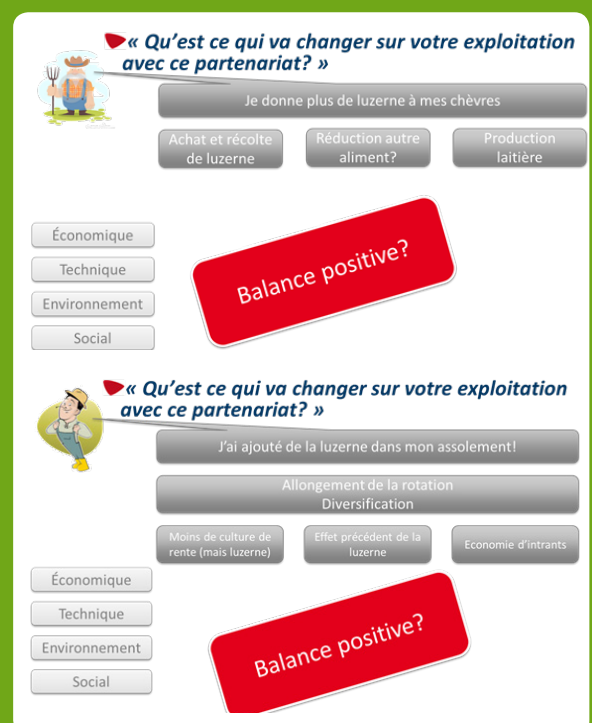 « Qu’est ce qui va changer sur votre exploitation
avec ce partenariat? »
Je donne plus de luzerne à mes chèvres
Achat et récolte
de luzerne
Réduction autre
aliment?
Production
laitière
Économique
Technique
Environnement
Social
Balance positive?
« Qu’est ce qui va changer sur votre exploitation
avec ce partenariat? »
J’ai ajouté de la luzerne dans mon assolement!
Allongement de la rotation
Diversification
Moins de culture de
rente (mais luzerne)
Effet précédent de la
luzerne
Economie d’intrants
Économique
Technique
Environnement
Social
Balance positive?